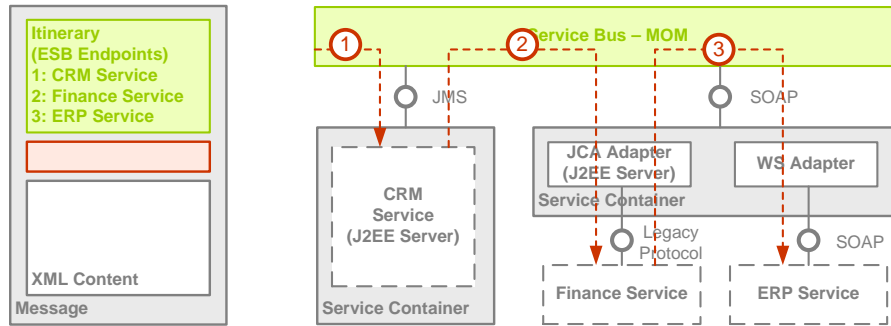 Itinerary
(ESB Endpoints)
1: CRM Service
2: Finance Service
3: ERP Service
XML Content
Message
1
2
Service Bus – MOM
3
JMS
SOAP
CRM
Service
(J2EE Server)
Service Container
JCA Adapter
(J2EE Server)
WS Adapter
Service Container
Legacy
Protocol
SOAP
Finance Service
ERP Service